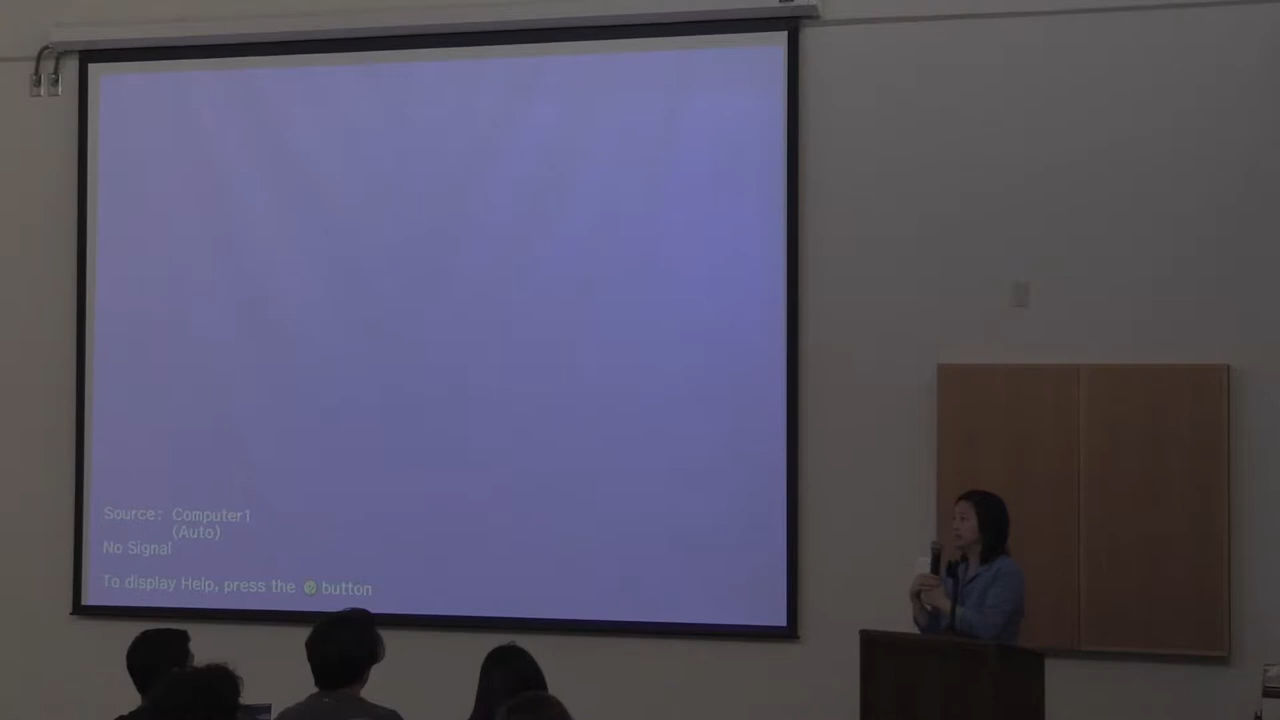 Source: Computer1
(Auto)
No Signal
To display Help, press the ? button